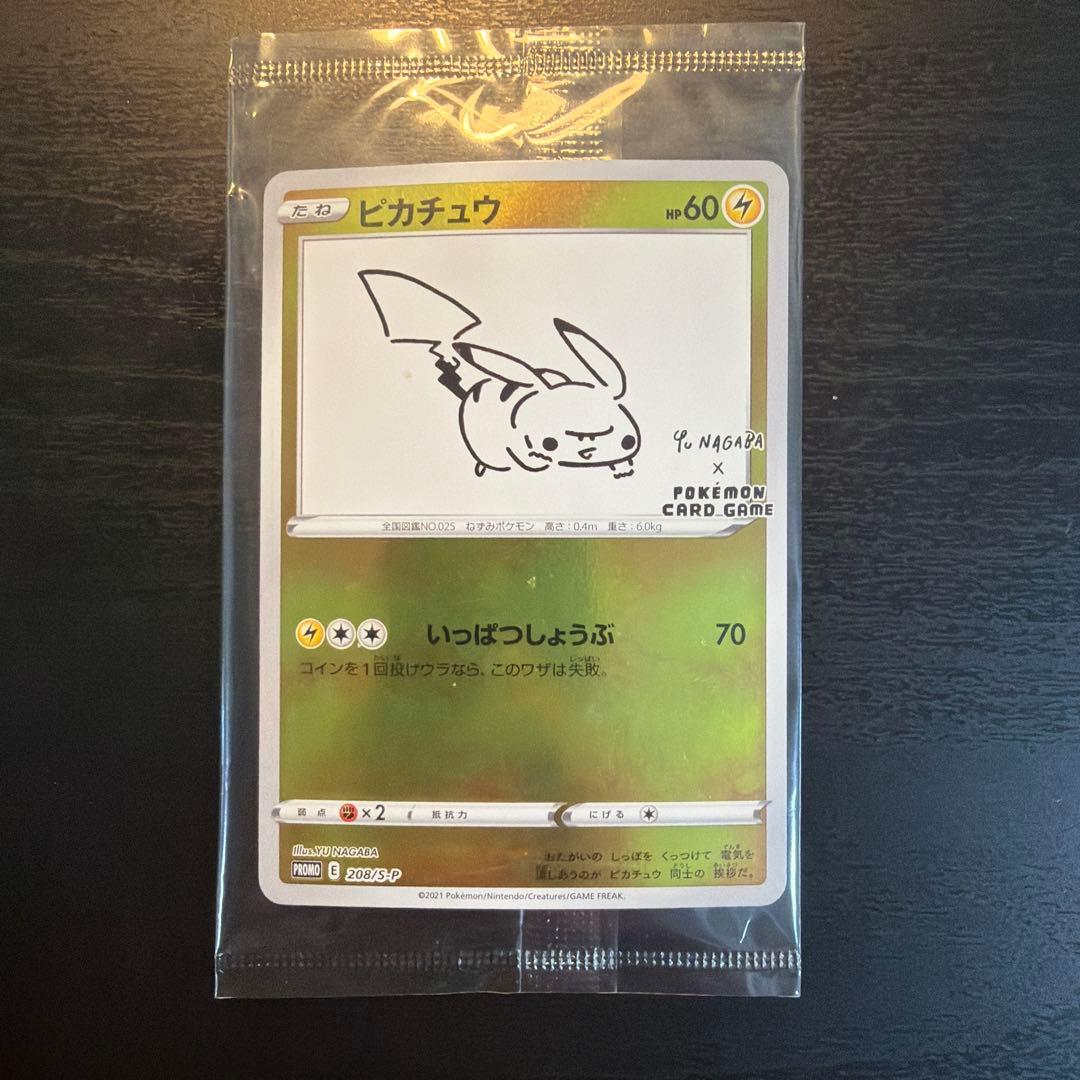 たね ピカチュウ HP60
Yu NAGABA
×
POKÉMON
CARD GAME
全国図鑑NO.025 ねずみポケモン 高さ:0.4m 重さ:6.0kg
いっぱつしょうぶ 70
コインを1回投げウラなら、このワザは失敗。
弱点 ×2 抵抗力 にげる
Illus. YU NAGABA
PROMO E 208/S-P
おたがいの しっぽを くっつけて 電気を
流しあうのが ピカチュウ 同士の 挨拶だ。
©2021 Pokémon/Nintendo/Creatures/GAME FREAK.